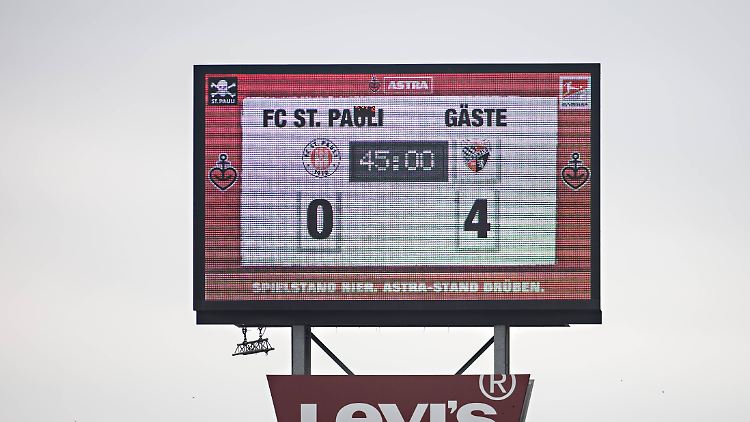 ST. PAULI
ASTRA
FC ST. PAULI GÄSTE
45:00
0 4
SPIELSTAND HIER. ASTRA-STAND DRÜBEN.
Levi's®